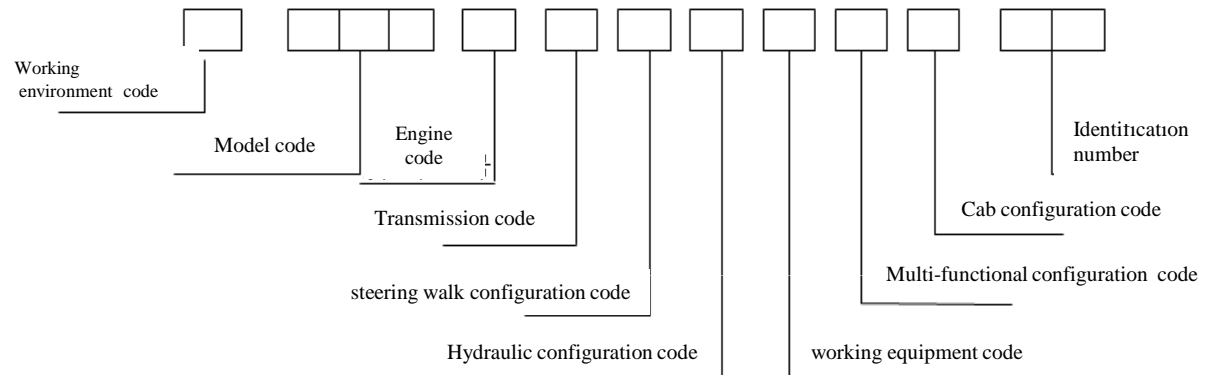 Working
environment code
Model code
Engine
code
Identification
number
Transmission code
Cab configuration code
steering walk configuration code
Multi-functional configuration code
Hydraulic configuration code
working equipment code